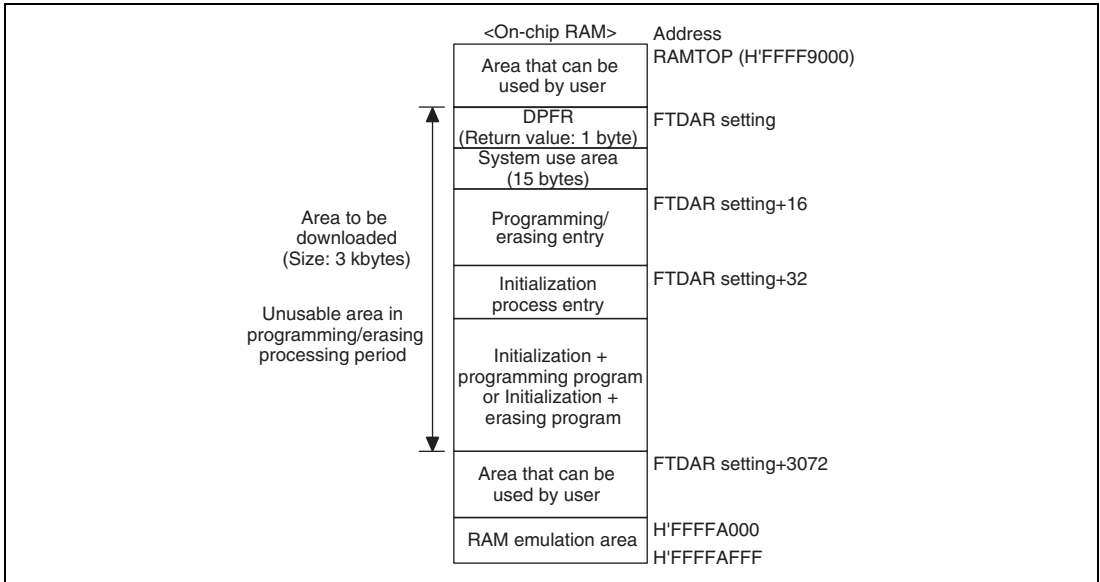 <On-chip RAM>
Address
RAMTOP (H'FFFF9000)
Area that can be
used by user
DPFR
(Return value: 1 byte)
FTDAR setting
System use area
(15 bytes)
Programming/
erasing entry
FTDAR setting+16
Area to be
downloaded
(Size: 3 kbytes)
Initialization
process entry
FTDAR setting+32
Unusable area in
programming/erasing
processing period
Initialization +
programming program
or Initialization +
erasing program
Area that can be
used by user
FTDAR setting+3072
RAM emulation area
H'FFFFA000
H'FFFFAFFF